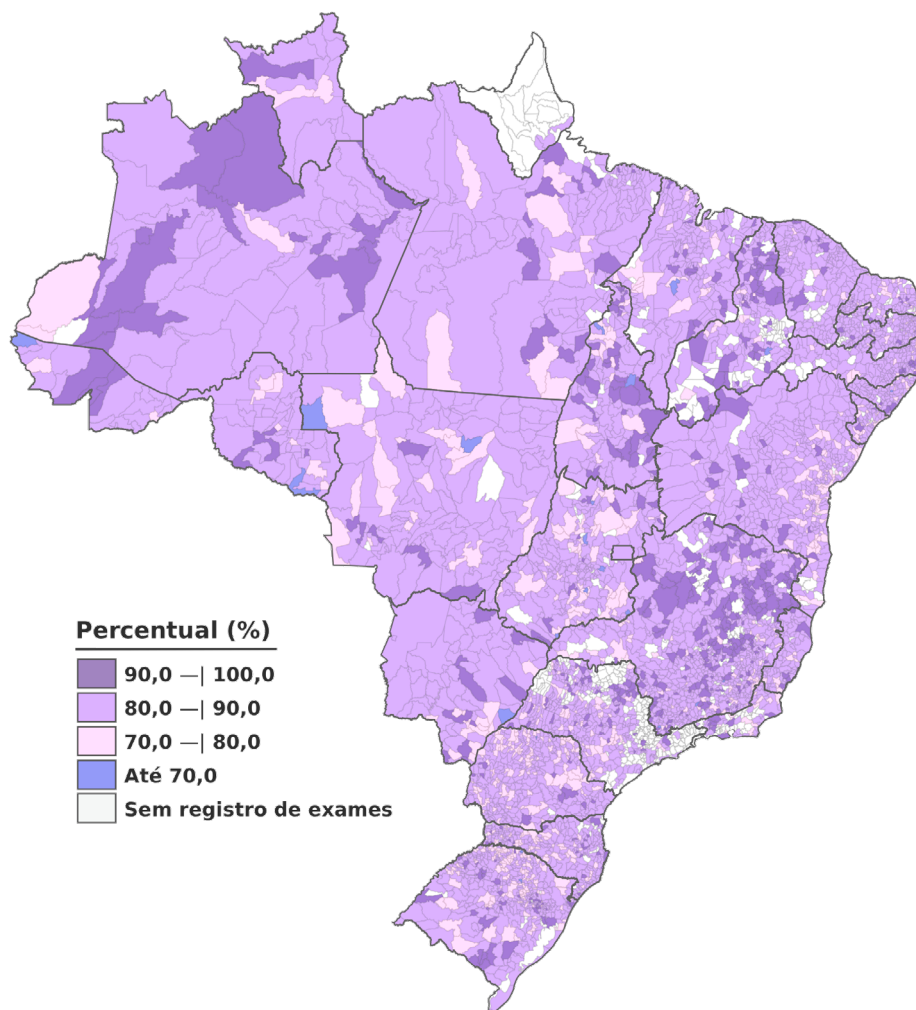 Percentual (%)
90,0 —| 100,0
80,0 —| 90,0
70,0 —| 80,0
Até 70,0
Sem registro de exames